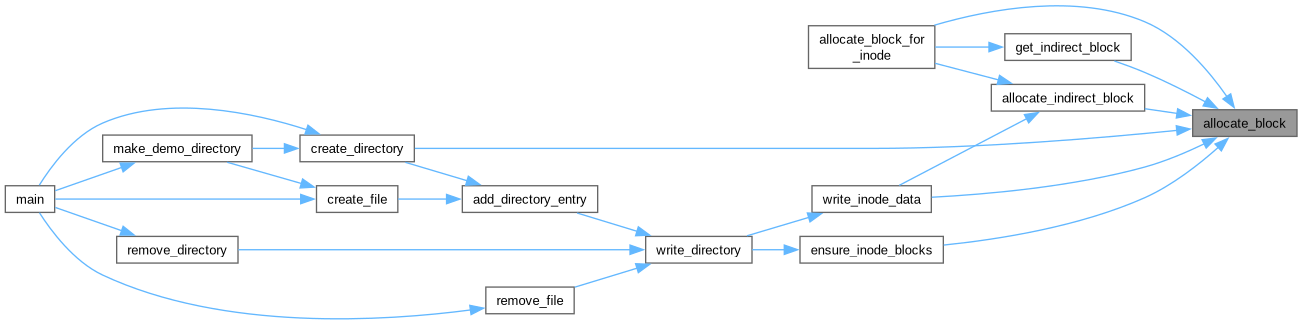 allocate_block_for
_inode
get_indirect_block
allocate_indirect_block
allocate_block
make_demo_directory
create_directory
main
create_file
add_directory_entry
write_inode_data
remove_directory
write_directory
ensure_inode_blocks
remove_file